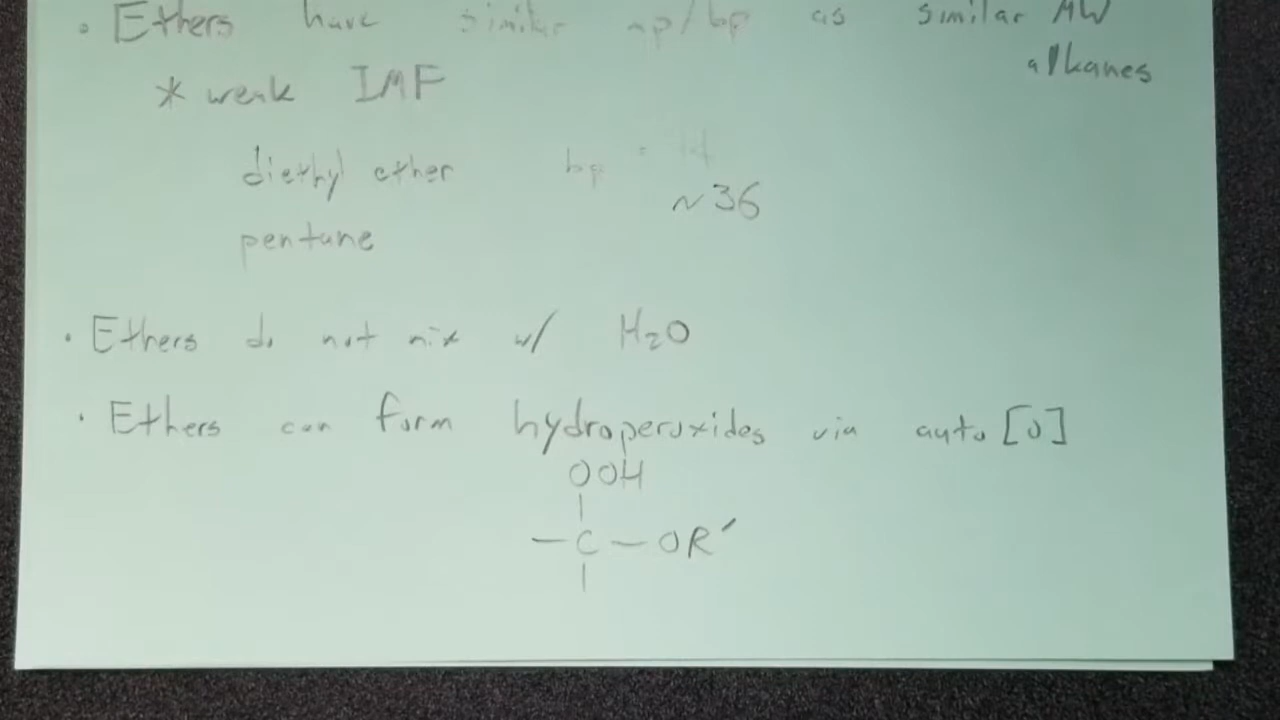 • Ethers have similar mp/bp as similar MW
alkanes
* weak IMF
diethyl ether bp
~36
pentane
• Ethers do not mix w/ H₂O
• Ethers can form hydroperoxides via auto [O]
OOH
|
— C — OR′
|